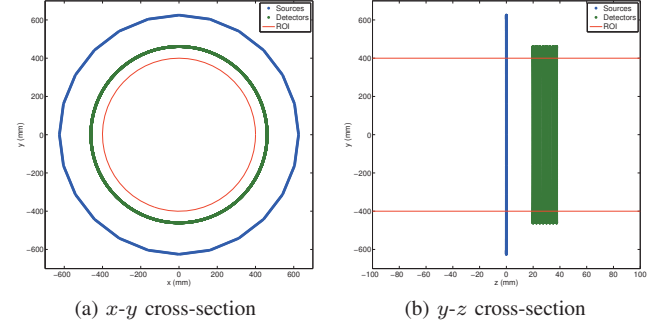 Sources
Detectors
ROI
600
400
200
0
−200
−400
−600
y (mm)
−600 −400 −200 0 200 400 600
x (mm)
(a) x-y cross-section
Sources
Detectors
ROI
600
400
200
0
−200
−400
−600
y (mm)
−100 −80 −60 −40 −20 0 20 40 60 80 100
z (mm)
(b) y-z cross-section